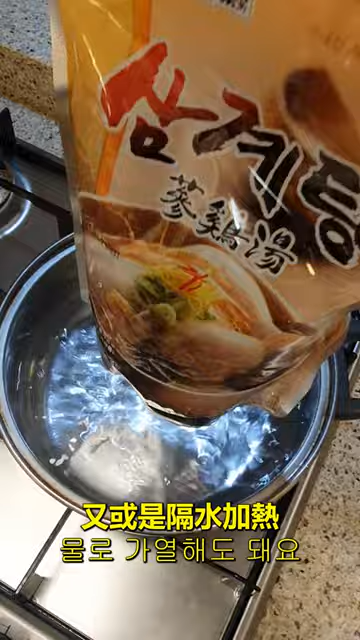 삼계탕
蔘鷄湯
又或是隔水加熱
물로 가열해도 돼요